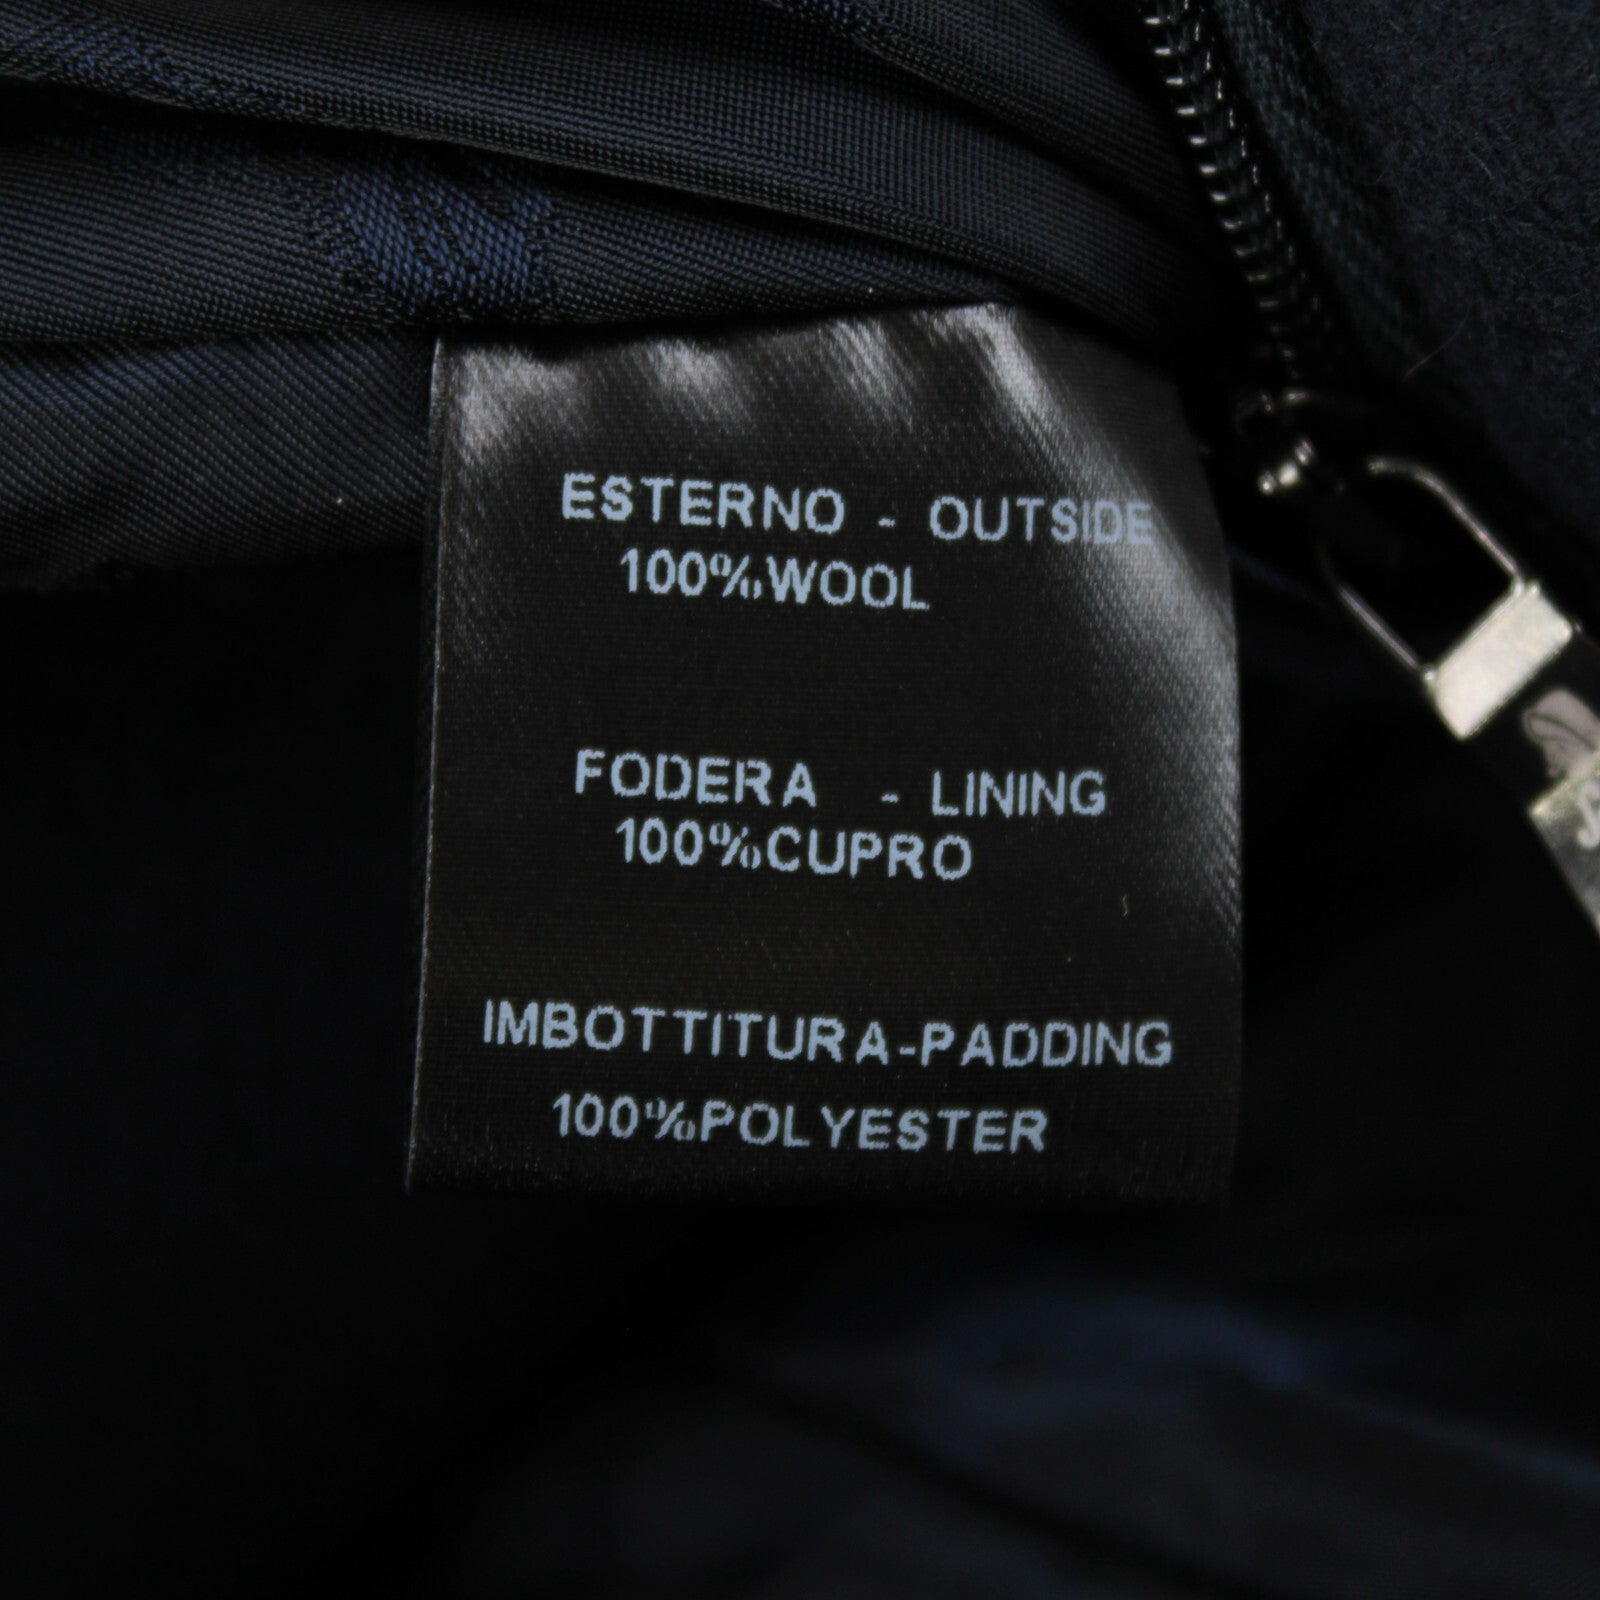 ESTERNO - OUTSIDE
100%WOOL
FODERA - LINING
100%CUPRO
IMBOTTITURA-PADDING
100%POLYESTER